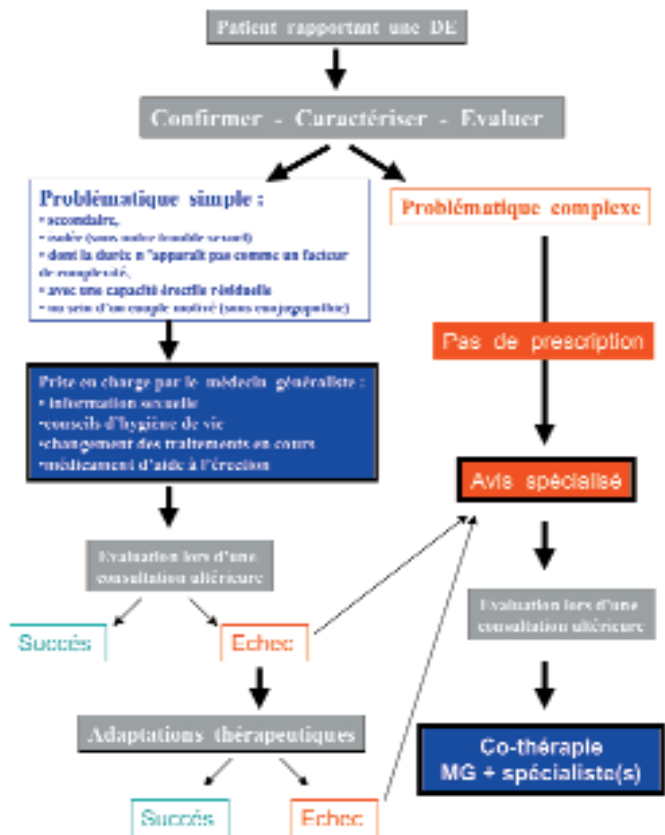 Patient rapportant une DE
Confirmer - Caractériser - Evaluer
Problématique simple :
• secondaire,
• isolée (sans autre trouble sexuel)
• dont la durée n 'apparaît pas comme un facteur
de complexité,
• avec une capacité érectile résiduelle
• au sein d'un couple motivé (sans conjugopathie)
Problématique complexe
Pas de prescription
Prise en charge par le médecin généraliste :
• information sexuelle
•conseils d'hygiène de vie
•changement des traitements en cours
•médicament d'aide à l'érection
Avis spécialisé
Evaluation lors d'une
consultation ultérieure
Evaluation lors d'une
consultation ultérieure
Succés
Echec
Adaptations thérapeutiques
Co-thérapie
MG + spécialiste(s)
Succés
Echec